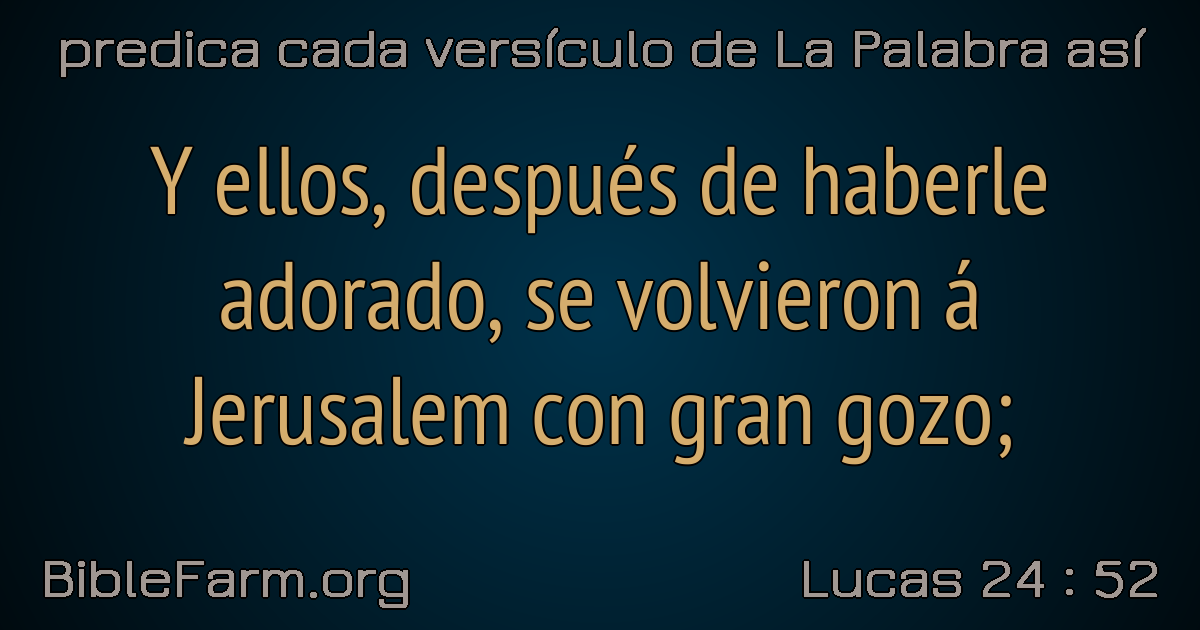 predica cada versículo de La Palabra así
Y ellos, después de haberle
adorado, se volvieron á
Jerusalem con gran gozo;
BibleFarm.org
Lucas 24 : 52